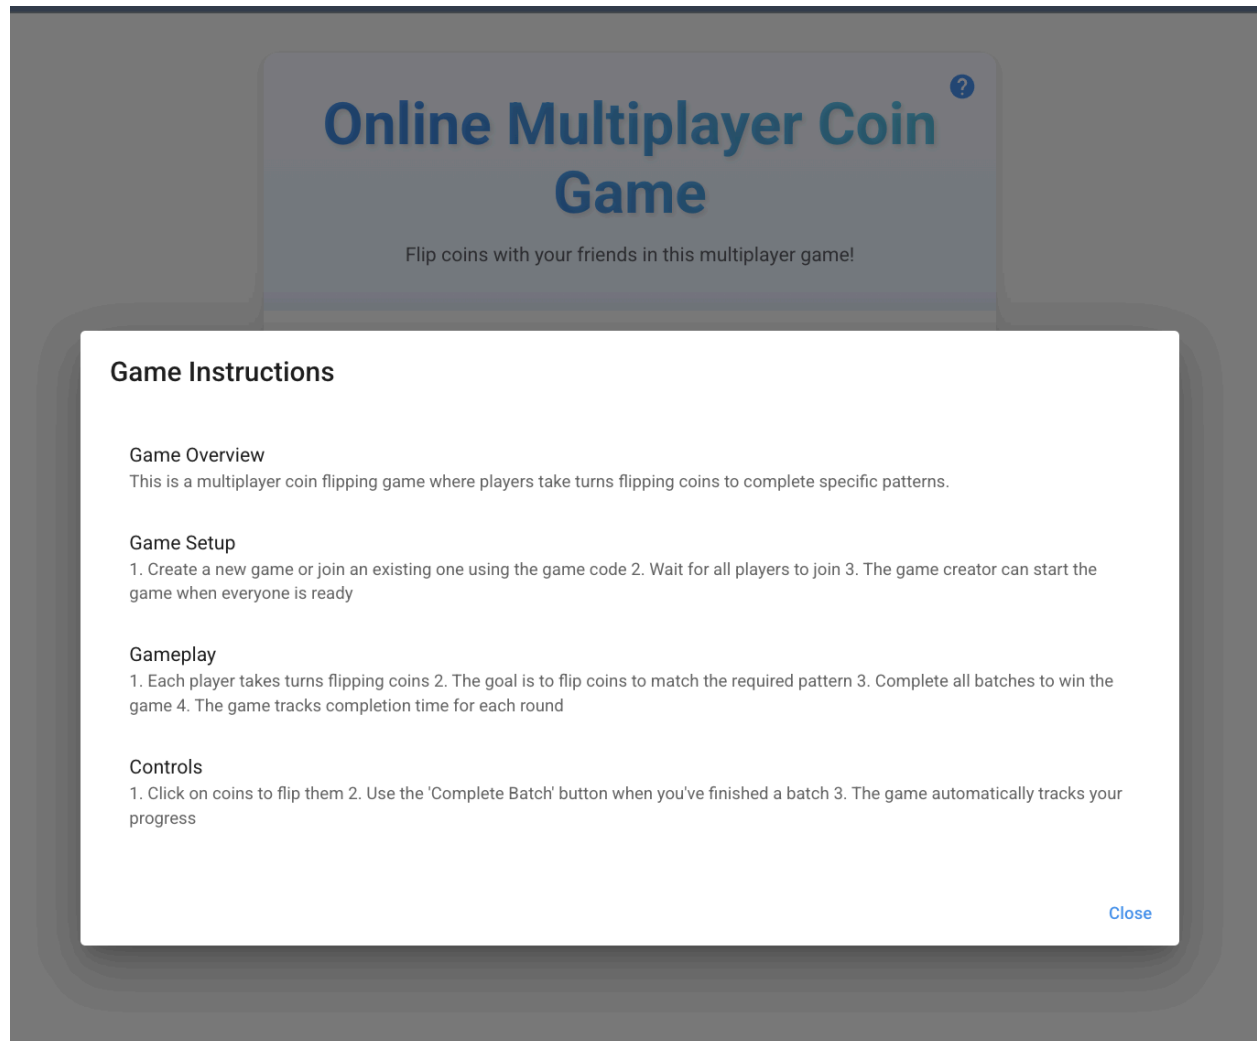 Online Multiplayer Coin
Game
Flip coins with your friends in this multiplayer game!
Game Instructions
Game Overview
This is a multiplayer coin flipping game where players take turns flipping coins to complete specific patterns.
Game Setup
1. Create a new game or join an existing one using the game code 2. Wait for all players to join 3. The game creator can start the
game when everyone is ready
Gameplay
1. Each player takes turns flipping coins 2. The goal is to flip coins to match the required pattern 3. Complete all batches to win the
game 4. The game tracks completion time for each round
Controls
1. Click on coins to flip them 2. Use the 'Complete Batch' button when you've finished a batch 3. The game automatically tracks your
progress
Close